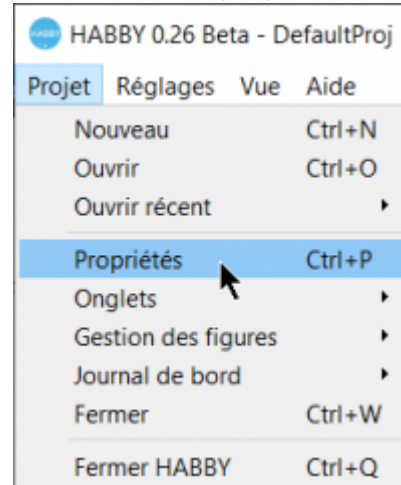 HABBY 0.26 Beta - DefaultProj
Projet Réglages Vue Aide
Nouveau Ctrl+N
Ouvrir Ctrl+O
Ouvrir récent
Propriétés Ctrl+P
Onglets
Gestion des figures
Journal de bord
Fermer Ctrl+W
Fermer HABBY Ctrl+Q